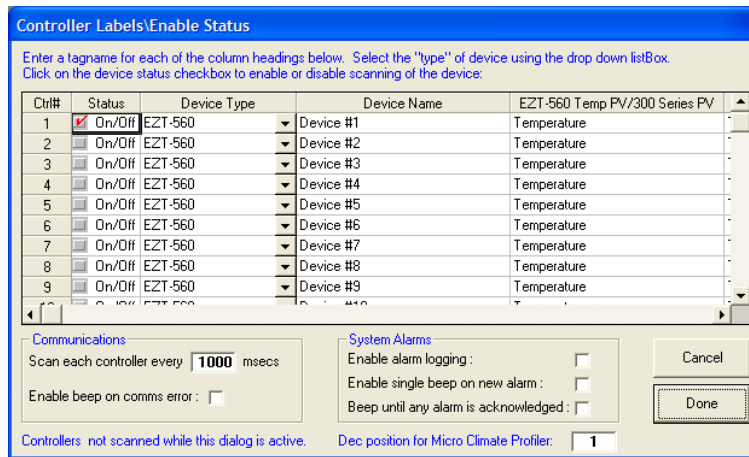 Controller Labels\Enable Status
Enter a tagname for each of the column headings below. Select the "type" of device using the drop down listBox.
Click on the device status checkbox to enable or disable scanning of the device:
Ctrl# Status Device Type Device Name EZT-560 Temp PV/300 Series PV
1 On/Off EZT-560 Device #1 Temperature
2 On/Off EZT-560 Device #2 Temperature
3 On/Off EZT-560 Device #3 Temperature
4 On/Off EZT-560 Device #4 Temperature
5 On/Off EZT-560 Device #5 Temperature
6 On/Off EZT-560 Device #6 Temperature
7 On/Off EZT-560 Device #7 Temperature
8 On/Off EZT-560 Device #8 Temperature
9 On/Off EZT-560 Device #9 Temperature
Communications
Scan each controller every 1000 msecs
Enable beep on comms error :
System Alarms
Enable alarm logging :
Enable single beep on new alarm :
Beep until any alarm is acknowledged :
Cancel
Done
Controllers not scanned while this dialog is active.
Dec position for Micro Climate Profiler: 1